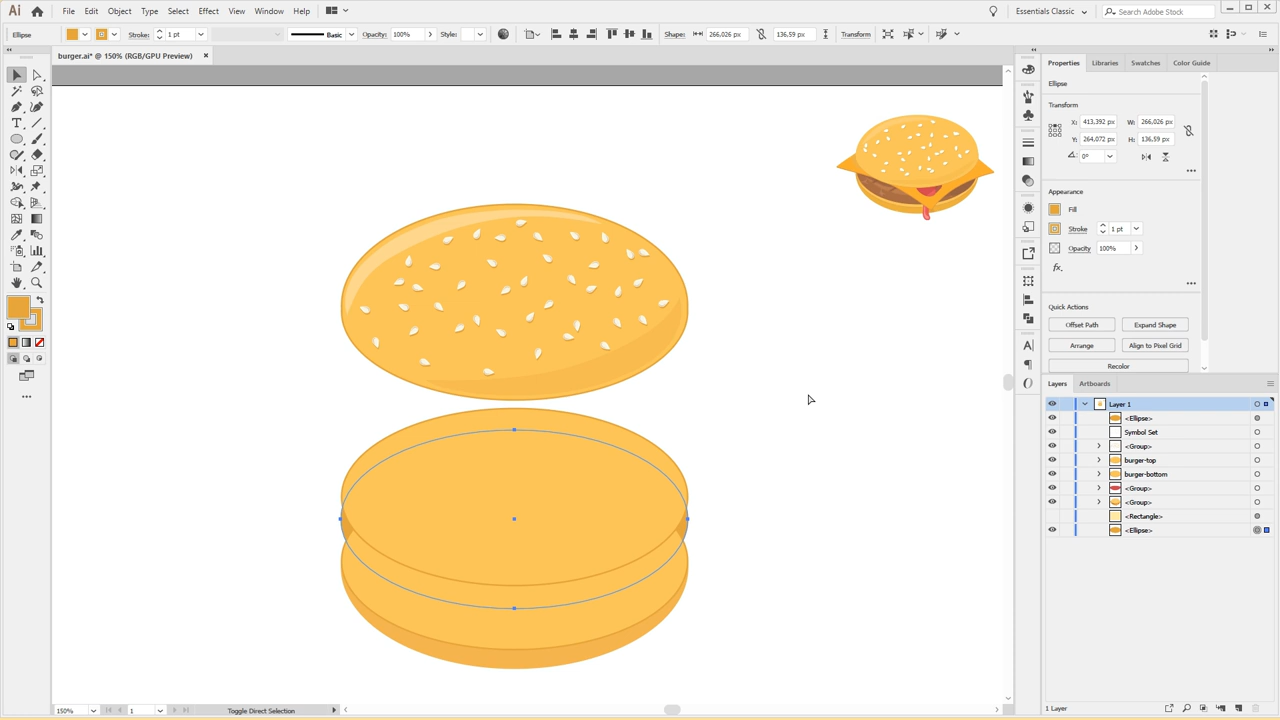 Ai File Edit Object Type Select Effect View Window Help Essentials Classic Search Adobe Stock
Ellipse Stroke: 1 pt Basic Opacity: 100% Style: Shape: 266,026 px 136,59 px Transform
burger.ai* @ 150% (RGB/GPU Preview)
Properties Libraries Swatches Color Guide
Ellipse
Transform
X: 413,392 px W: 266,026 px
Y: 264,072 px H: 136,59 px
0°
Appearance
Fill
Stroke 1 pt
Opacity 100%
fx.
Quick Actions
Offset Path Expand Shape
Arrange Align to Pixel Grid
Recolor
Layers Artboards
Layer 1
<Ellipse>
Symbol Set
<Group>
burger-top
burger-bottom
<Group>
<Group>
<Rectangle>
<Ellipse>
150% 1 Toggle Direct Selection
1 Layer